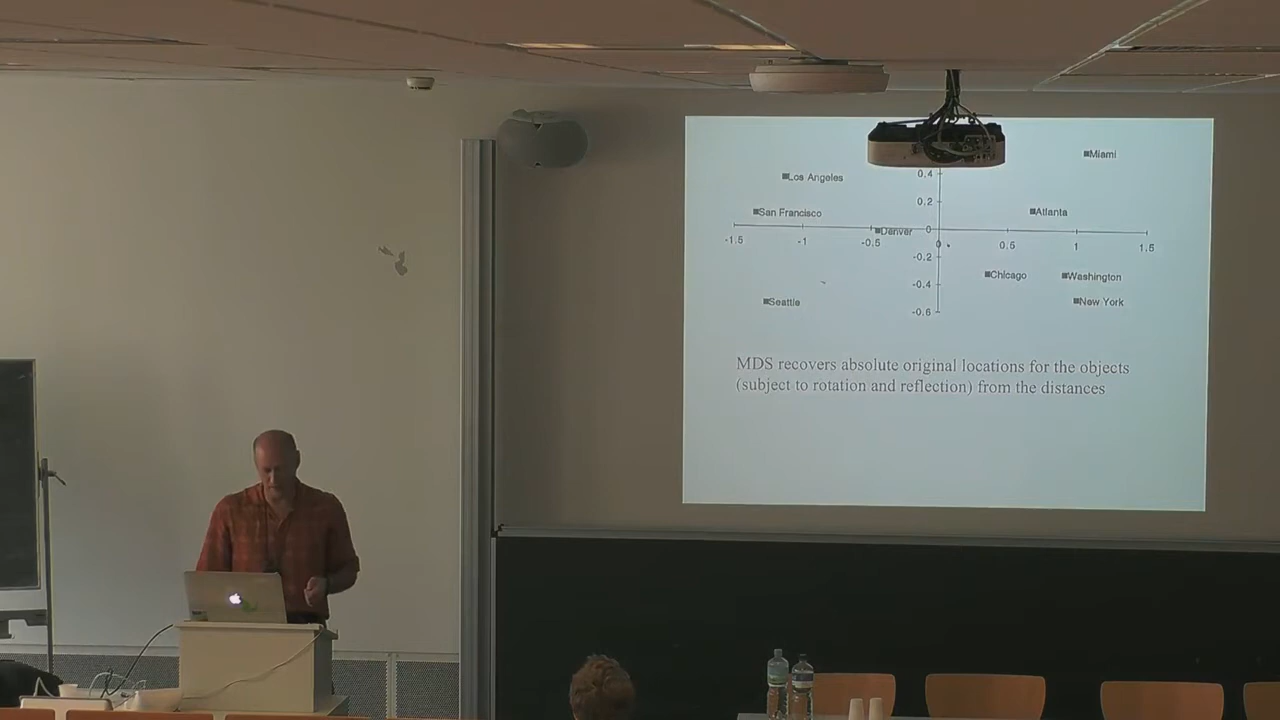 Miami
Los Angeles
0.4
San Francisco
0.2
Atlanta
Denver
0
-1.5
-1
-0.5
0
0.5
1
1.5
-0.2
Chicago
Washington
-0.4
Seattle
New York
-0.6
MDS recovers absolute original locations for the objects
(subject to rotation and reflection) from the distances